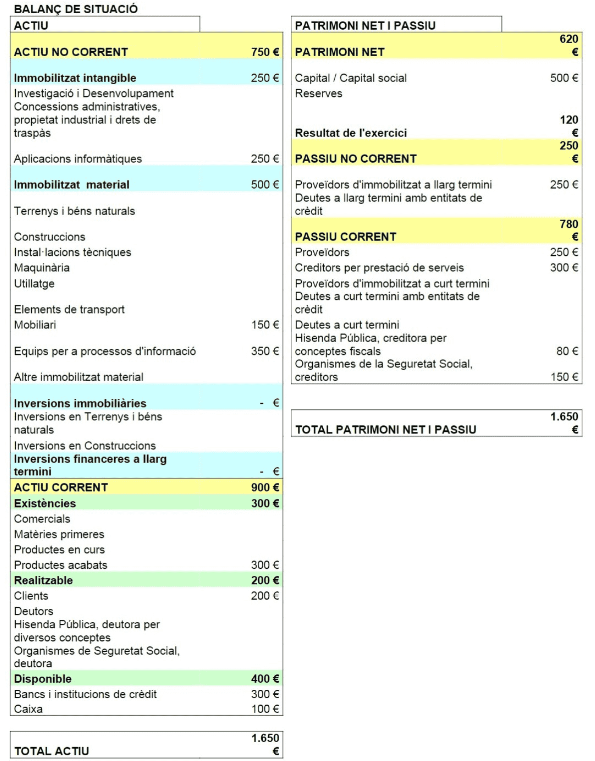 BALANÇ DE SITUACIÓ
ACTIU
ACTIU NO CORRENT 750 €
Immobilitzat intangible 250 €
Investigació i Desenvolupament
Concessions administratives,
propietat industrial i drets de
traspàs
Aplicacions informàtiques 250 €
Immobilitzat material 500 €
Terrenys i béns naturals
Construccions
Instal·lacions tècniques
Maquinària
Utillatge
Elements de transport
Mobiliari 150 €
Equips per a processos d'informació 350 €
Altre immobilitzat material
Inversions immobiliàries - €
Inversions en Terrenys i béns
naturals
Inversions en Construccions
Inversions financeres a llarg
termini - €
ACTIU CORRENT 900 €
Existències 300 €
Comercials
Matèries primeres
Productes en curs
Productes acabats 300 €
Realitzable 200 €
Clients 200 €
Deutors
Hisenda Pública, deutora per
diversos conceptes
Organismes de Seguretat Social,
deutora
Disponible 400 €
Bancs i institucions de crèdit 300 €
Caixa 100 €
1.650
TOTAL ACTIU €
PATRIMONI NET I PASSIU
620
PATRIMONI NET €
Capital / Capital social 500 €
Reserves
120
Resultat de l'exercici €
250
PASSIU NO CORRENT €
Proveïdors d'immobilitzat a llarg termini 250 €
Deutes a llarg termini amb entitats de
crèdit
780
PASSIU CORRENT €
Proveïdors 250 €
Creditors per prestació de serveis 300 €
Proveïdors d'immobilitzat a curt termini
Deutes a curt termini amb entitats de
crèdit
Deutes a curt termini
Hisenda Pública, creditora per
conceptes fiscals 80 €
Organismes de la Seguretat Social,
creditors 150 €
1.650
TOTAL PATRIMONI NET I PASSIU €